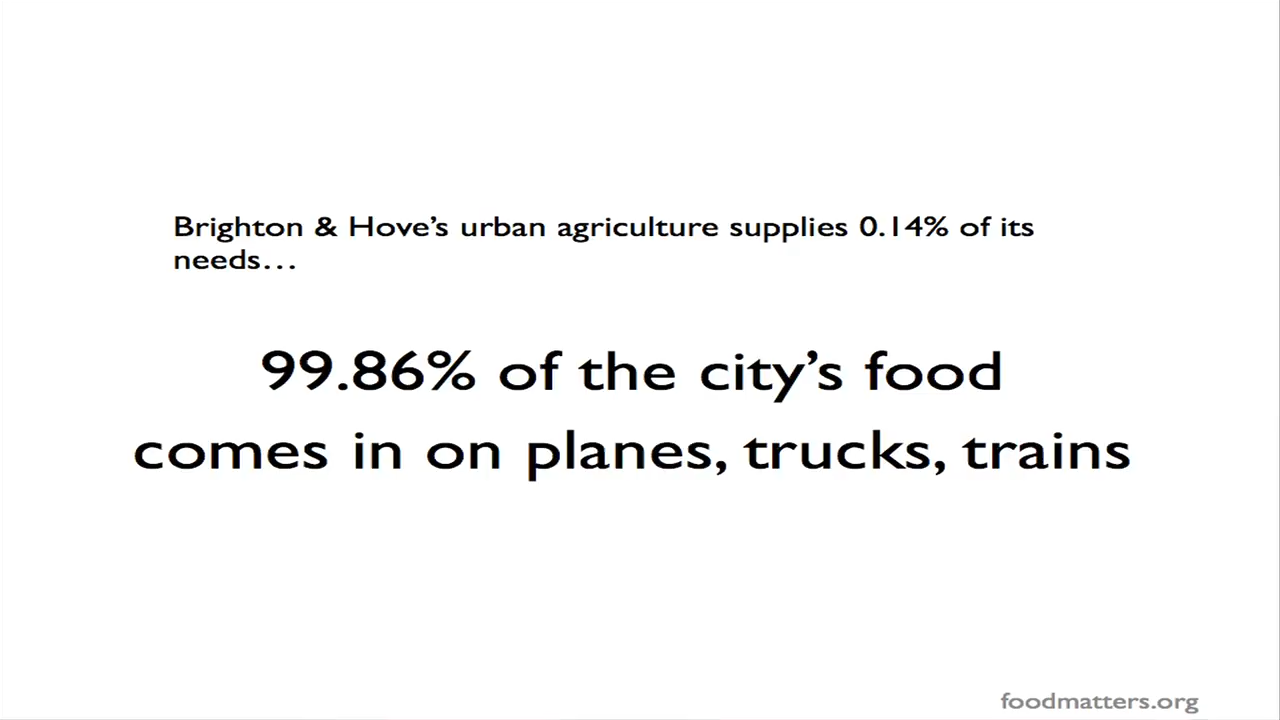 Brighton & Hove’s urban agriculture supplies 0.14% of its
needs…
99.86% of the city’s food
comes in on planes, trucks, trains
foodmatters.org